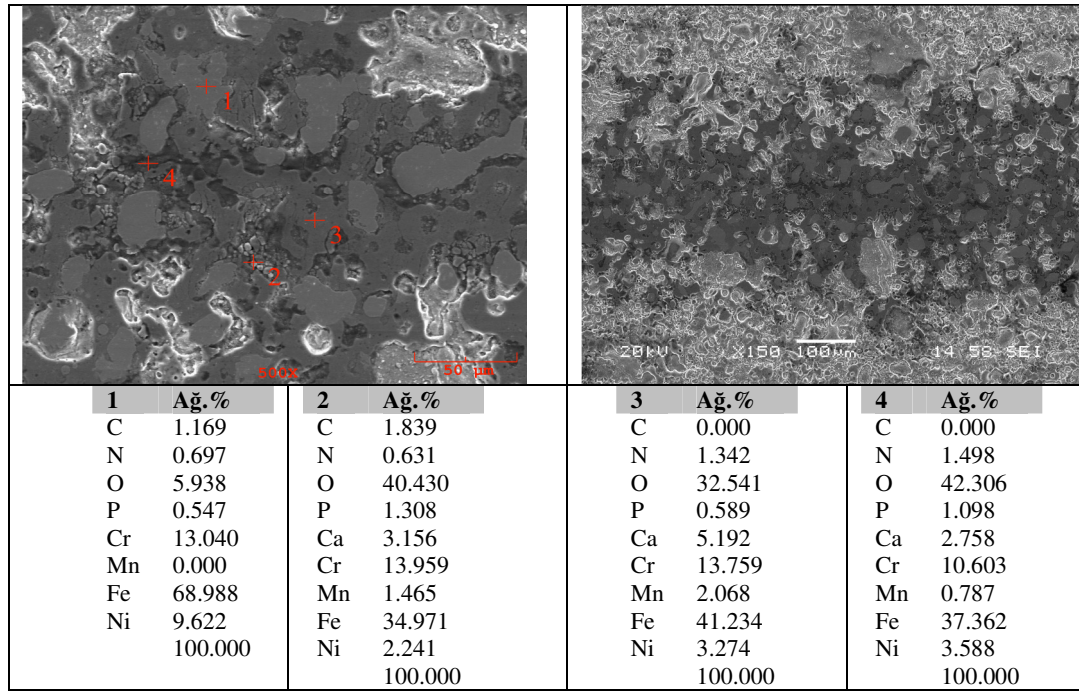 1
4
3
2
500X
50 µm
20kV X150 100µm 14 58 SEI
1 Ağ.%
C 1.169
N 0.697
O 5.938
P 0.547
Cr 13.040
Mn 0.000
Fe 68.988
Ni 9.622
100.000
2 Ağ.%
C 1.839
N 0.631
O 40.430
P 1.308
Ca 3.156
Cr 13.959
Mn 1.465
Fe 34.971
Ni 2.241
100.000
3 Ağ.%
C 0.000
N 1.342
O 32.541
P 0.589
Ca 5.192
Cr 13.759
Mn 2.068
Fe 41.234
Ni 3.274
100.000
4 Ağ.%
C 0.000
N 1.498
O 42.306
P 1.098
Ca 2.758
Cr 10.603
Mn 0.787
Fe 37.362
Ni 3.588
100.000